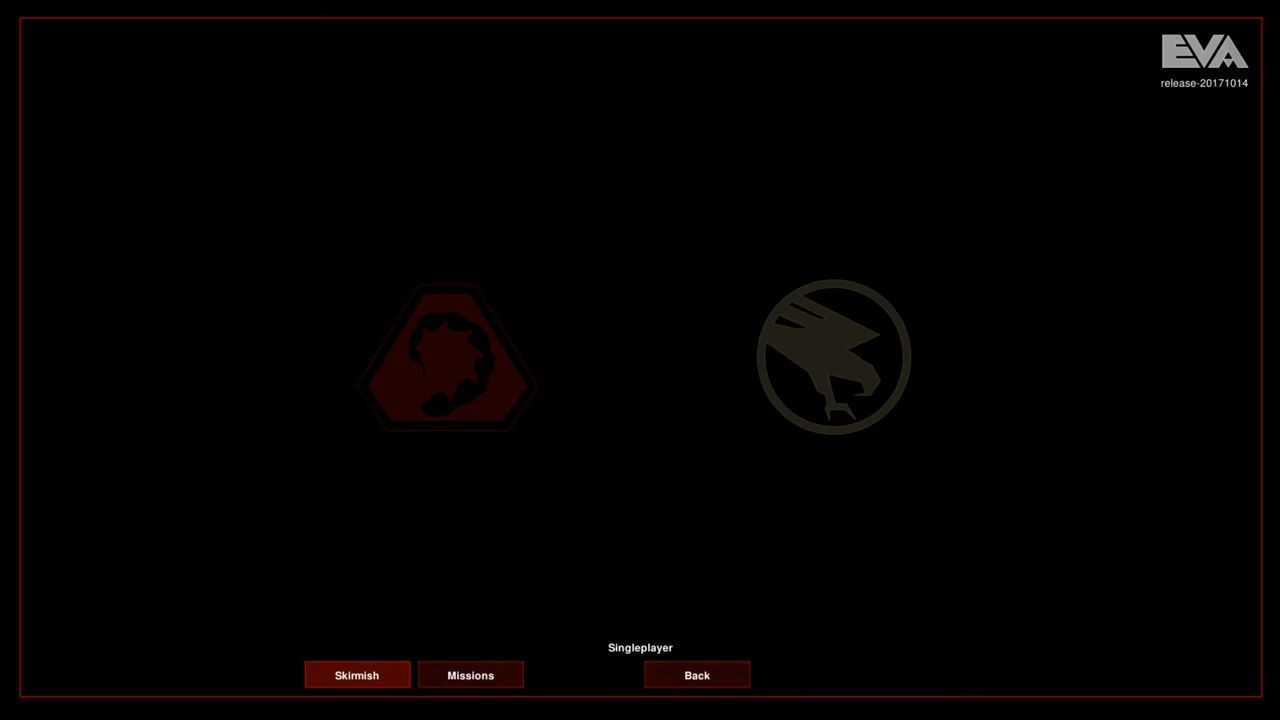 EVA
release-20171014
Singleplayer
Skirmish
Missions
Back